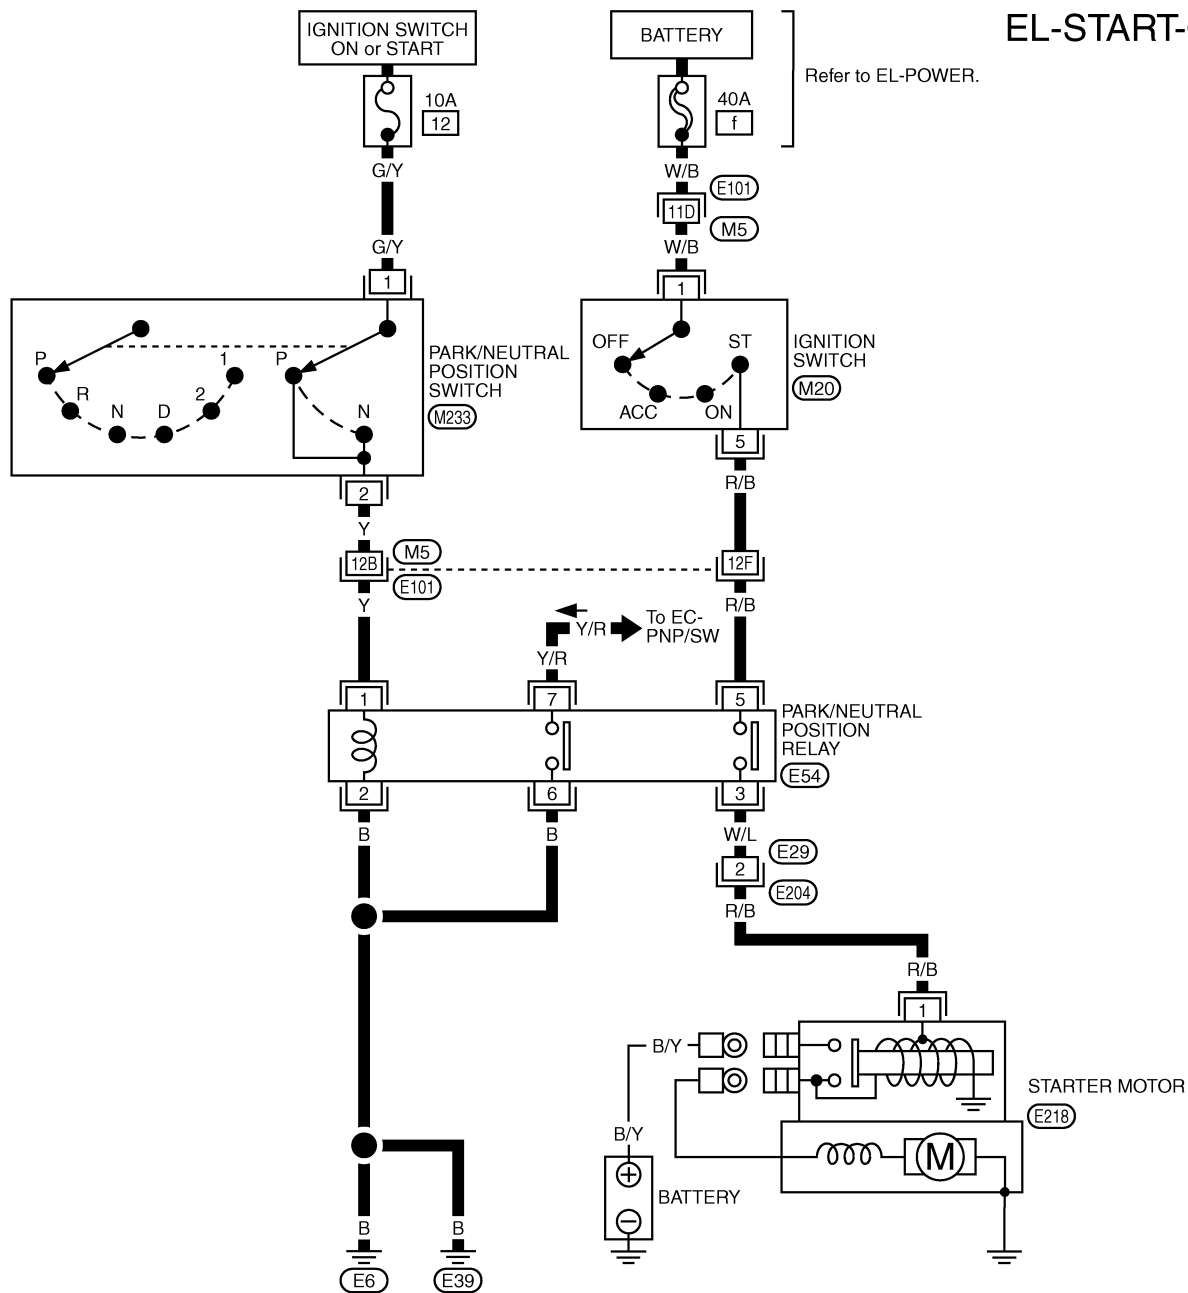 EL-START-
IGNITION SWITCH
ON or START
BATTERY
Refer to EL-POWER.
10A
12
40A
f
G/Y
W/B
E101
11D
M5
G/Y
W/B
1
1
P
R
N
D
2
1
P
N
PARK/NEUTRAL
POSITION
SWITCH
M233
OFF
ST
ACC
ON
IGNITION
SWITCH
M20
2
5
Y
R/B
12B
M5
E101
12F
Y
R/B
Y/R
To EC-
PNP/SW
Y/R
1
7
5
PARK/NEUTRAL
POSITION
RELAY
E54
2
6
3
B
B
W/L
2
E29
E204
R/B
R/B
1
B/Y
STARTER MOTOR
E218
B/Y
M
+
−
BATTERY
B
B
E6
E39